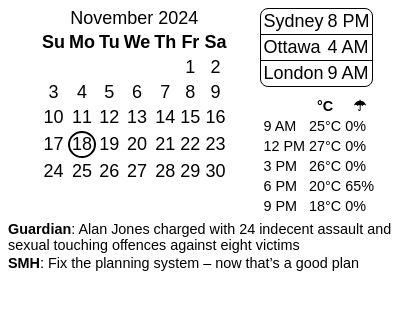 November 2024
Su Mo Tu We Th Fr Sa
1 2
3 4 5 6 7 8 9
10 11 12 13 14 15 16
17 18 19 20 21 22 23
24 25 26 27 28 29 30
Sydney 8 PM
Ottawa 4 AM
London 9 AM
°C ☂
9 AM 25°C 0%
12 PM 27°C 0%
3 PM 26°C 0%
6 PM 20°C 65%
9 PM 18°C 0%
Guardian: Alan Jones charged with 24 indecent assault and
sexual touching offences against eight victims
SMH: Fix the planning system – now that’s a good plan